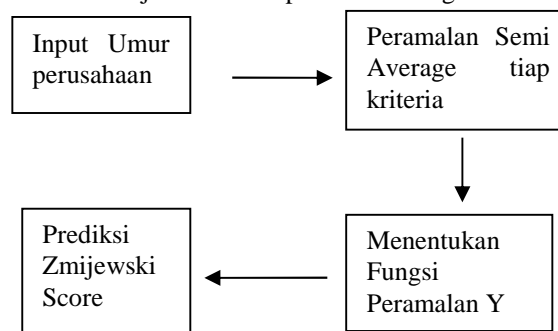 Input Umur
perusahaan
Peramalan Semi
Average tiap
kriteria
Menentukan
Fungsi
Peramalan Y
Prediksi
Zmijewski
Score